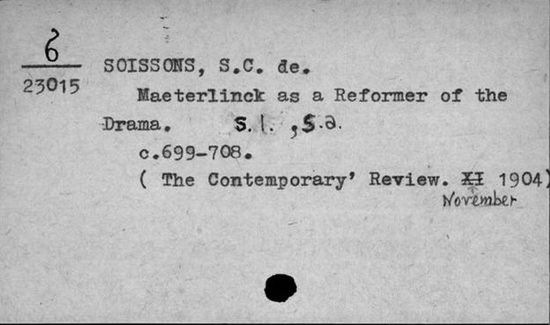 6
23015
SOISSONS, S.C. de.
Maeterlinck as a Reformer of the
Drama. S.l., S.a.
c.699-708.
( The Contemporary' Review. XI 1904)
November